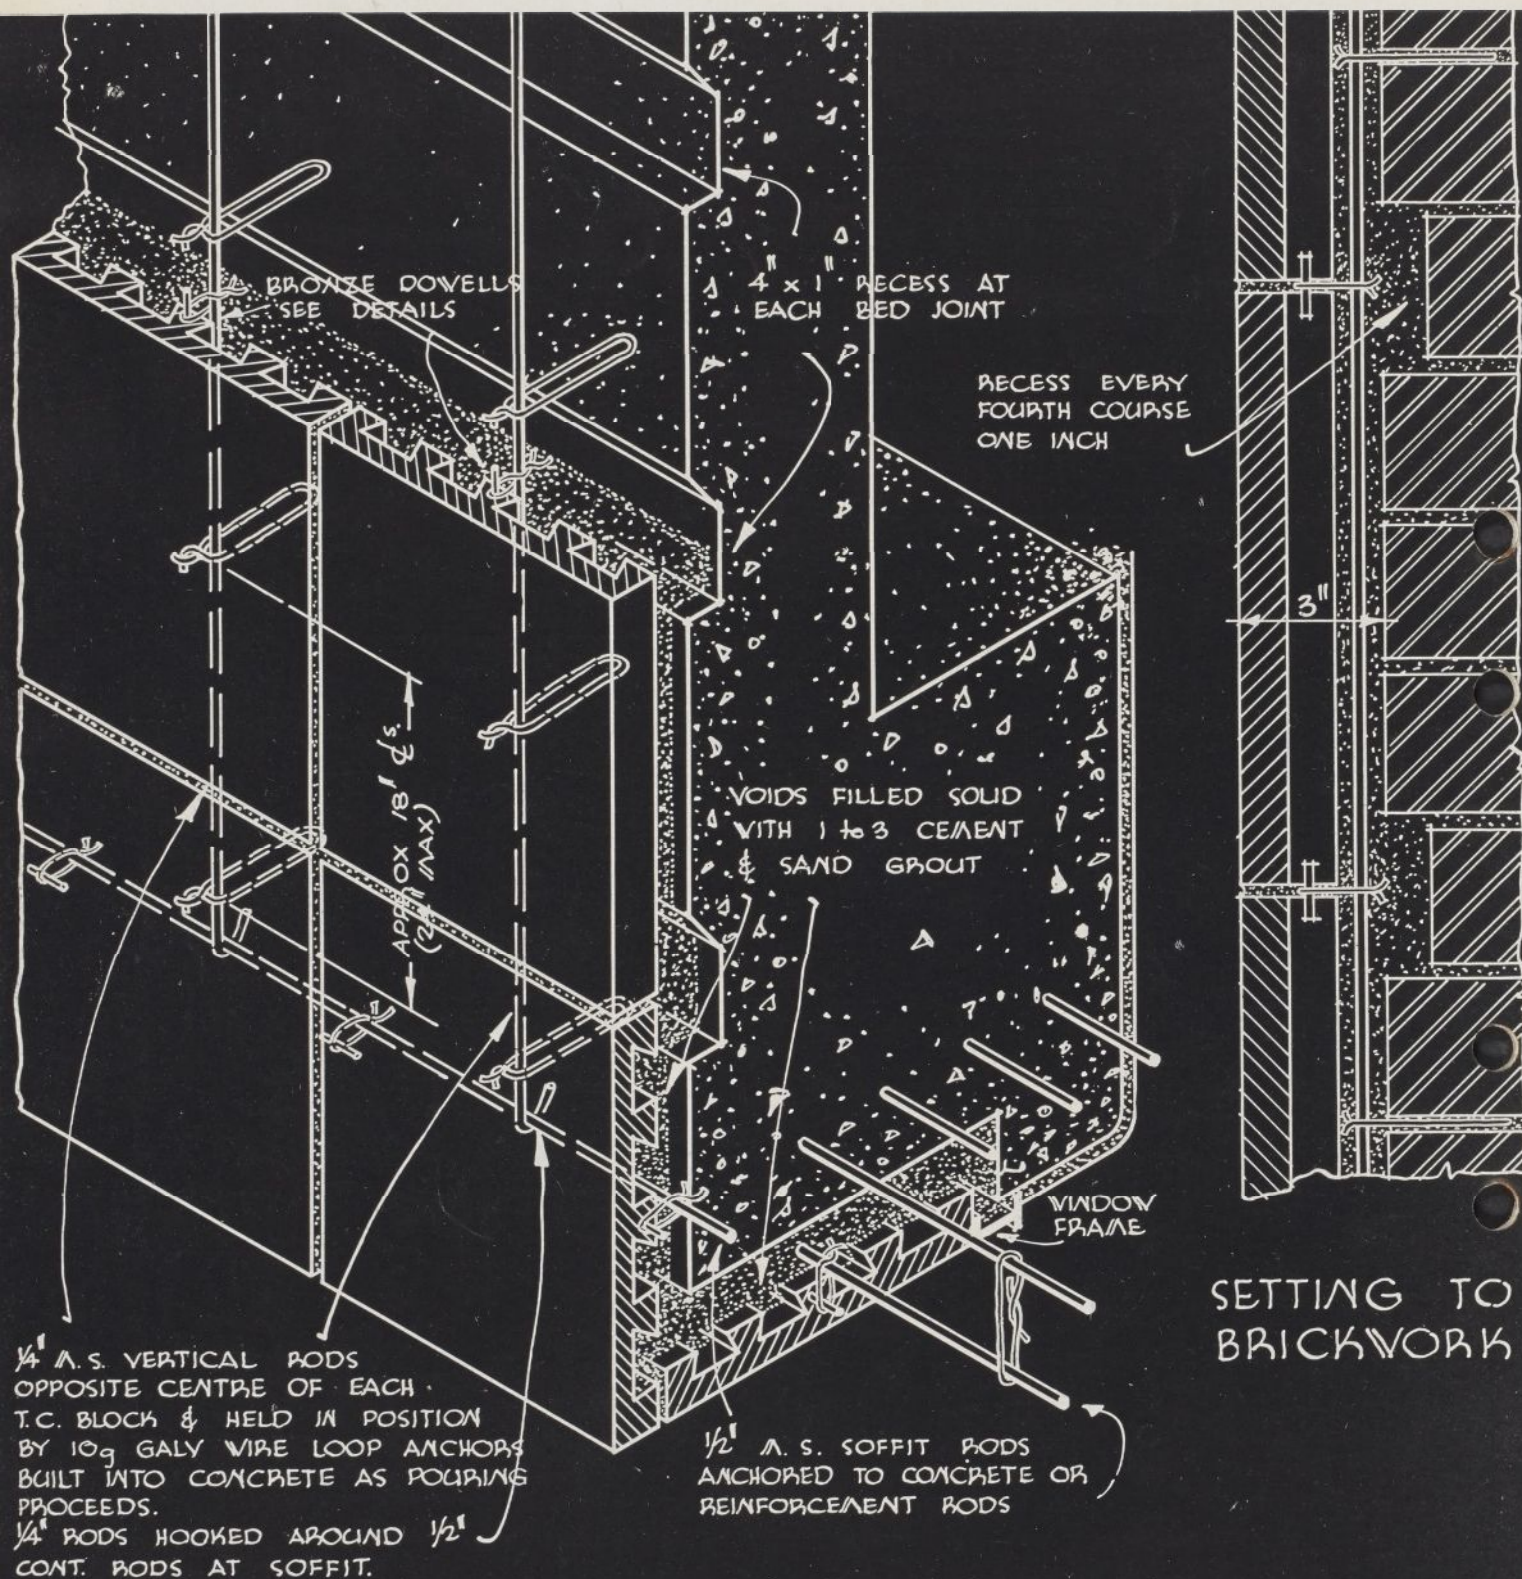 BRONZE DOWELLS
SEE DETAILS
4" x 1" RECESS AT
EACH BED JOINT
RECESS EVERY
FOURTH COURSE
ONE INCH
3"
APPROX 18" ℄s
(24" MAX)
VOIDS FILLED SOLID
WITH 1 to 3 CEMENT
& SAND GROUT
WINDOW
FRAME
SETTING TO
BRICKWORK
1/4" M.S. VERTICAL RODS
OPPOSITE CENTRE OF EACH
T.C. BLOCK & HELD IN POSITION
BY 10g GALV WIRE LOOP ANCHORS
BUILT INTO CONCRETE AS POURING
PROCEEDS.
1/4" RODS HOOKED AROUND 1/2"
CONT. RODS AT SOFFIT.
1/2" M.S. SOFFIT RODS
ANCHORED TO CONCRETE OR
REINFORCEMENT RODS